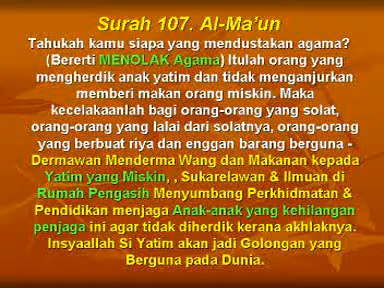 Surah 107. Al-Ma'un
Tahukah kamu siapa yang mendustakan agama?
(Bererti MENOLAK Agama) Itulah orang yang
mengherdik anak yatim dan tidak menganjurkan
memberi makan orang miskin. Maka
kecelakaanlah bagi orang-orang yang solat,
orang-orang yang lalai dari solatnya, orang-orang
yang berbuat riya dan enggan barang berguna -
Dermawan Menderma Wang dan Makanan kepada
Yatim yang Miskin, , Sukarelawan & Ilmuan di
Rumah Pengasih Menyumbang Perkhidmatan &
Pendidikan menjaga Anak-anak yang kehilangan
penjaga ini agar tidak diherdik kerana akhlaknya.
Insyaallah Si Yatim akan jadi Golongan yang
Berguna pada Dunia.